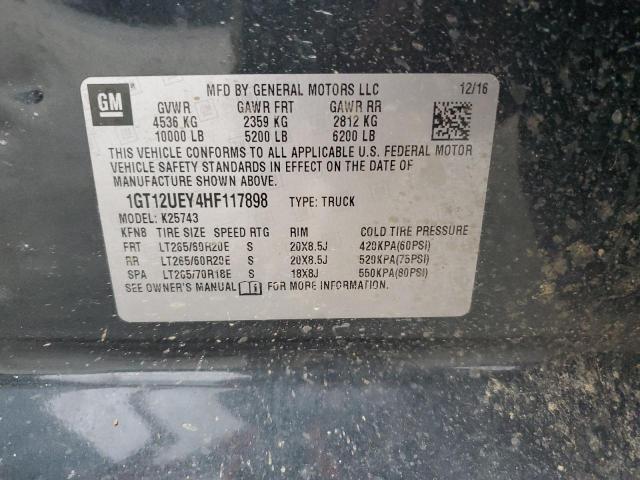 GM
MFD BY GENERAL MOTORS LLC 12/16
GVWR GAWR FRT GAWR RR
4536 KG 2359 KG 2812 KG
10000 LB 5200 LB 6200 LB
THIS VEHICLE CONFORMS TO ALL APPLICABLE U.S. FEDERAL MOTOR
VEHICLE SAFETY STANDARDS IN EFFECT ON THE DATE OF
MANUFACTURE SHOWN ABOVE.
1GT12UEY4HF117898 TYPE: TRUCK
MODEL: K25743
KFNB TIRE SIZE SPEED RTG RIM COLD TIRE PRESSURE
FRT LT265/60R20E S 20X8.5J 420KPA(60PSI)
RR LT265/60R20E S 20X8.5J 520KPA(75PSI)
SPA LT265/70R18E S 18X8J 550KPA(80PSI)
SEE OWNER'S MANUAL FOR MORE INFORMATION.